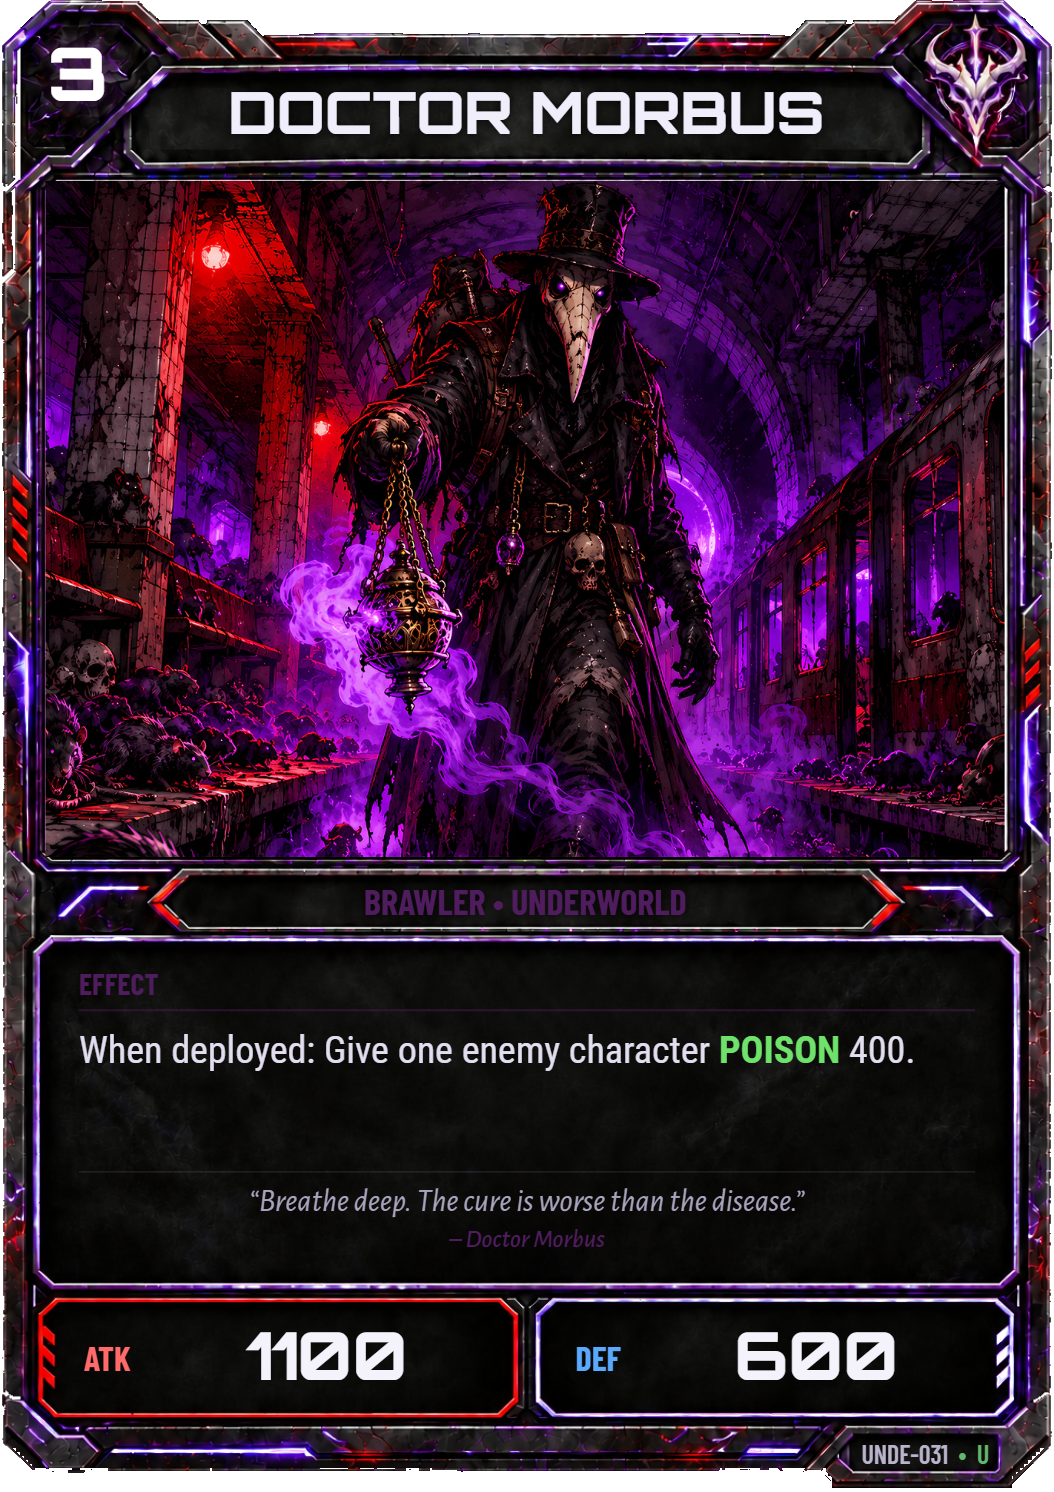 3
DOCTOR MORBUS
BRAWLER • UNDERWORLD
EFFECT
When deployed: Give one enemy character POISON 400.
“Breathe deep. The cure is worse than the disease.”
– Doctor Morbus
ATK 1100
DEF 600
UNDE-031 • U